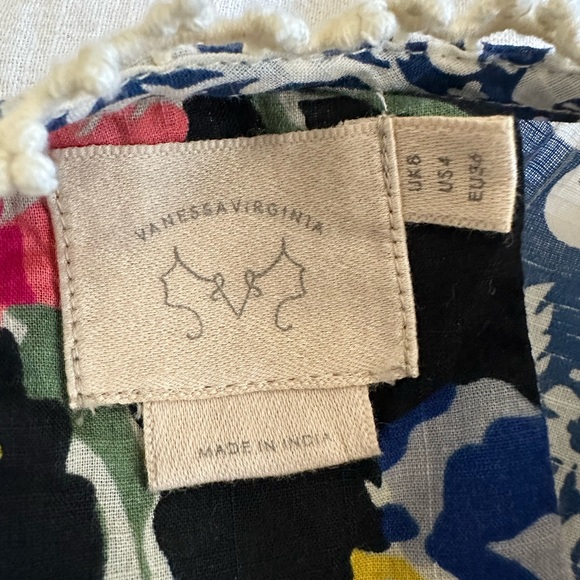 VANESSAVIRGINIA
UK8
US4
EU36
MADE IN INDIA